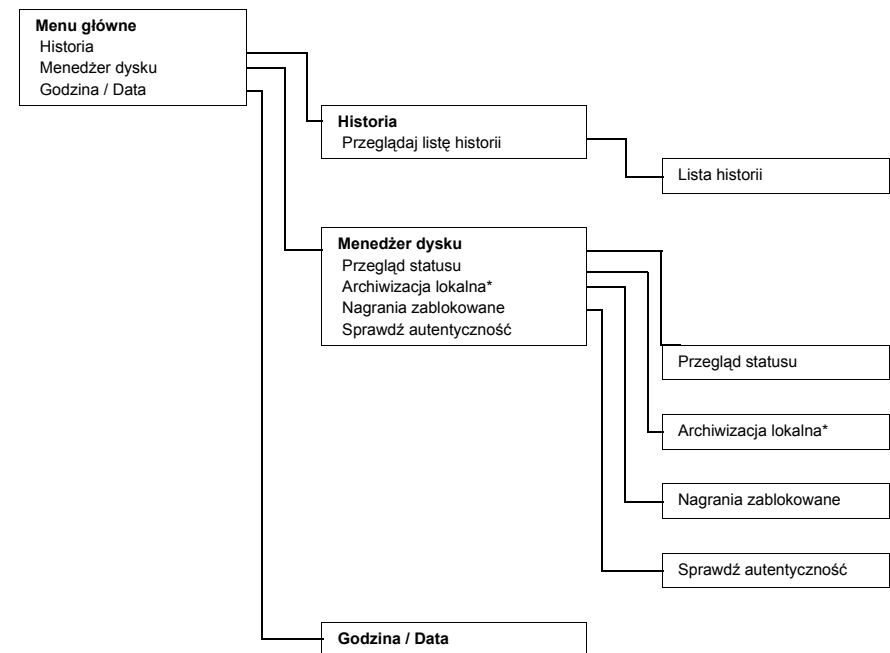 Menu główne
Historia
Menedżer dysku
Godzina / Data
Historia
Przeglądaj listę historii
Lista historii
Menedżer dysku
Przegląd statusu
Archiwizacja lokalna*
Nagrania zablokowane
Sprawdź autentyczność
Przegląd statusu
Archiwizacja lokalna*
Nagrania zablokowane
Sprawdź autentyczność
Godzina / Data